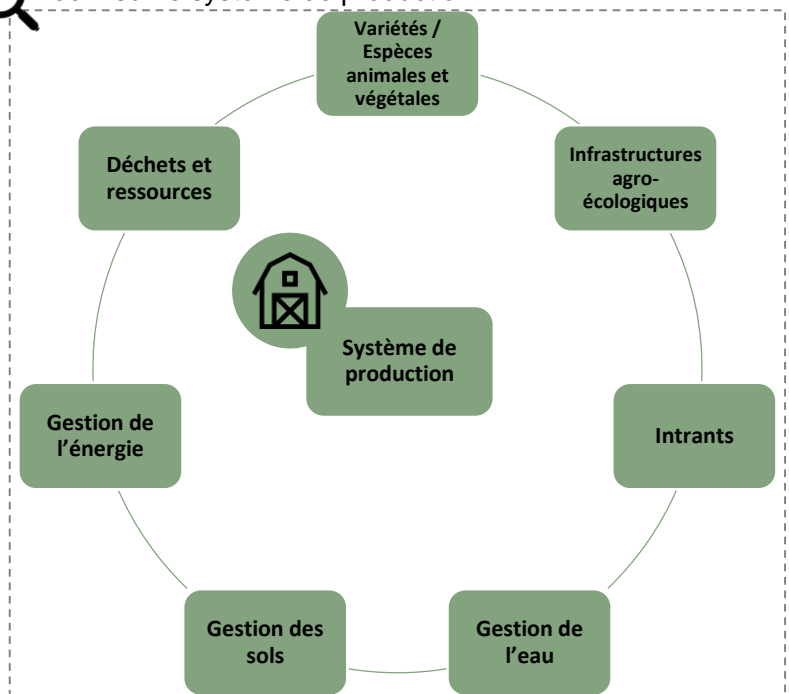 Variétés /
Espèces
animales et
végétales
Infrastructures
agro-
écologiques
Intrants
Gestion de
l'eau
Gestion des
sols
Gestion de
l'énergie
Déchets et
ressources
Système de
production